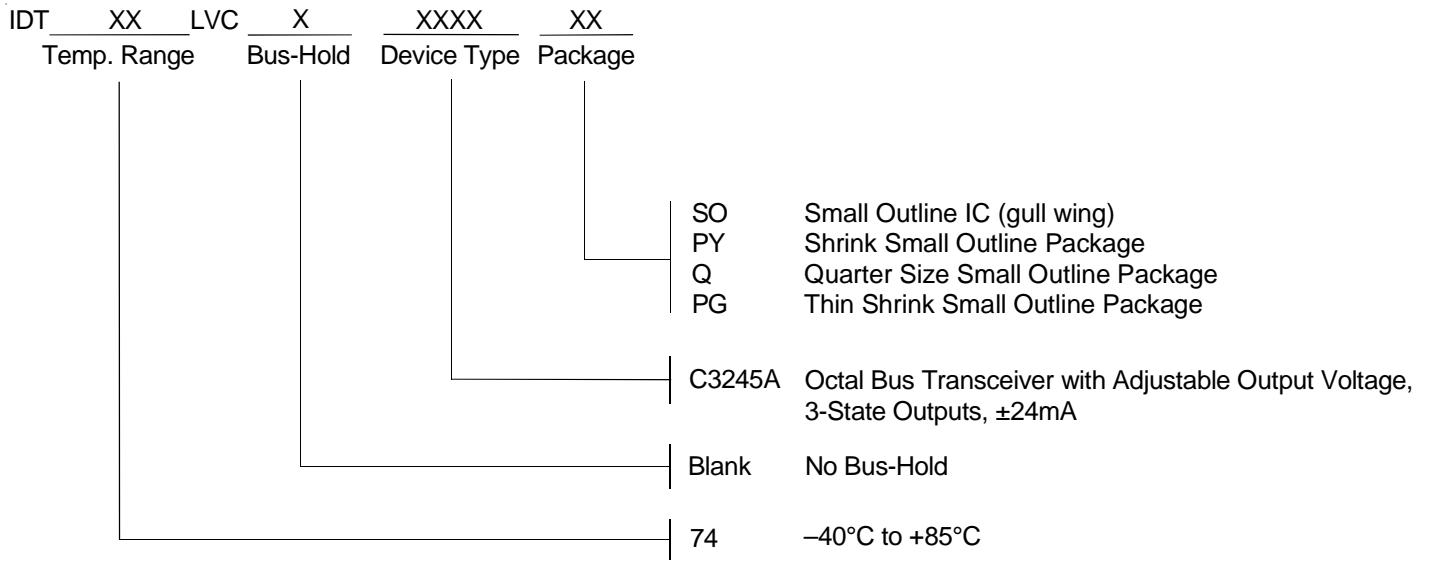 IDT XX LVC X XXXX XX
Temp. Range Bus-Hold Device Type Package
SO Small Outline IC (gull wing)
PY Shrink Small Outline Package
Q Quarter Size Small Outline Package
PG Thin Shrink Small Outline Package
C3245A Octal Bus Transceiver with Adjustable Output Voltage,
3-State Outputs, ±24mA
Blank No Bus-Hold
74 –40°C to +85°C